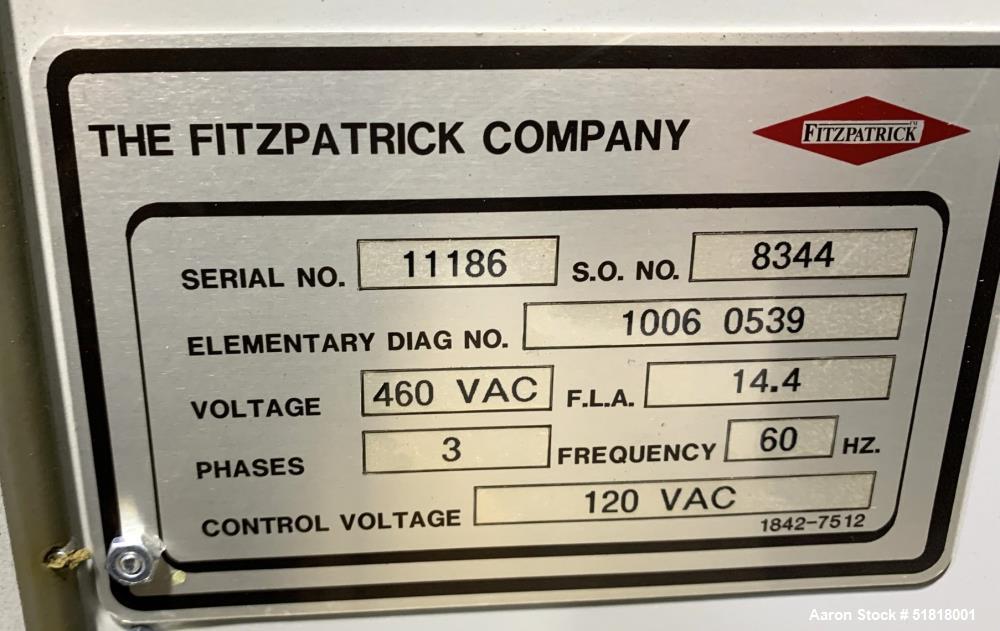 THE FITZPATRICK COMPANY
FITZPATRICK™
SERIAL NO. 11186 S.O. NO. 8344
ELEMENTARY DIAG NO. 1006 0539
VOLTAGE 460 VAC F.L.A. 14.4
PHASES 3 FREQUENCY 60 HZ.
CONTROL VOLTAGE 120 VAC
1842-7512
Aaron Stock # 51818001